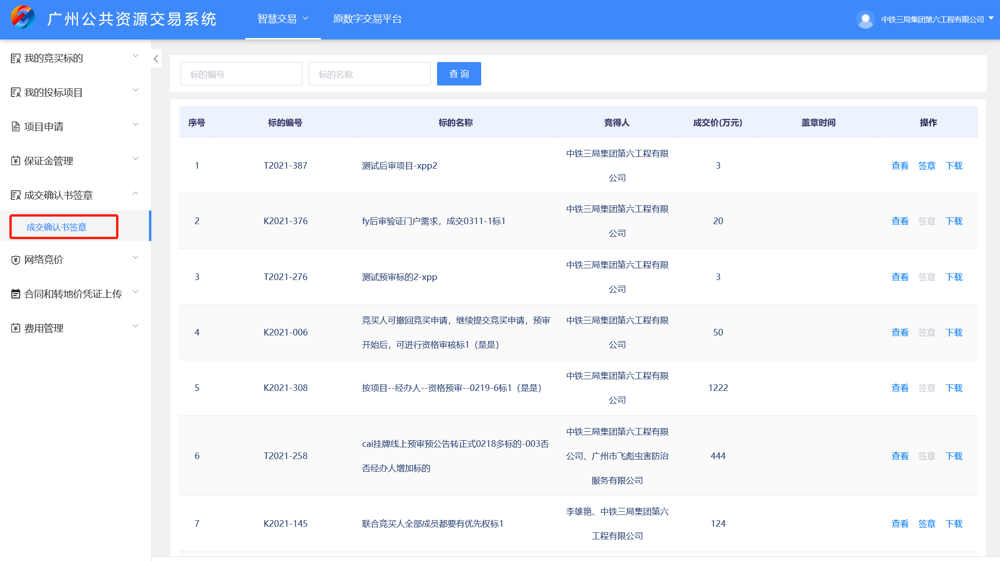 广州公共资源交易系统
智慧交易
原数字交易平台
中铁三局集团第六工程有限公司
我的竞买标的
我的投标项目
项目申请
保证金管理
成交确认书签章
成交确认书签章
网络竞价
合同和转地价凭证上传
费用管理
标的编号
标的名称
查询
序号 标的编号 标的名称 竞得人 成交价(万元) 盖章时间 操作
1 T2021-387 测试后审项目-xpp2 中铁三局集团第六工程有限
公司 3 查看 签章 下载
2 K2021-376 fy后审验证门户需求，成交0311-1标1 中铁三局集团第六工程有限
公司 20 查看 签章 下载
3 T2021-276 测试预审标的2-xpp 中铁三局集团第六工程有限
公司 3 查看 签章 下载
4 K2021-006 竞买人可撤回竞买申请，继续提交竞买申请，预审
开始后，可进行资格审核标1（是是） 中铁三局集团第六工程有限
公司 50 查看 签章 下载
5 K2021-308 按项目--经办人--资格预审--0219-6标1（是是） 中铁三局集团第六工程有限
公司 1222 查看 签章 下载
6 T2021-258 cai挂牌线上预审预公告转正式0218多标的-003否
否经办人增加标的 中铁三局集团第六工程有限
公司、广州市飞彪虫害防治
服务有限公司 444 查看 签章 下载
7 K2021-145 联合竞买人全部成员都要有优先权标1 李雄艳、中铁三局集团第六
工程有限公司 124 查看 签章 下载